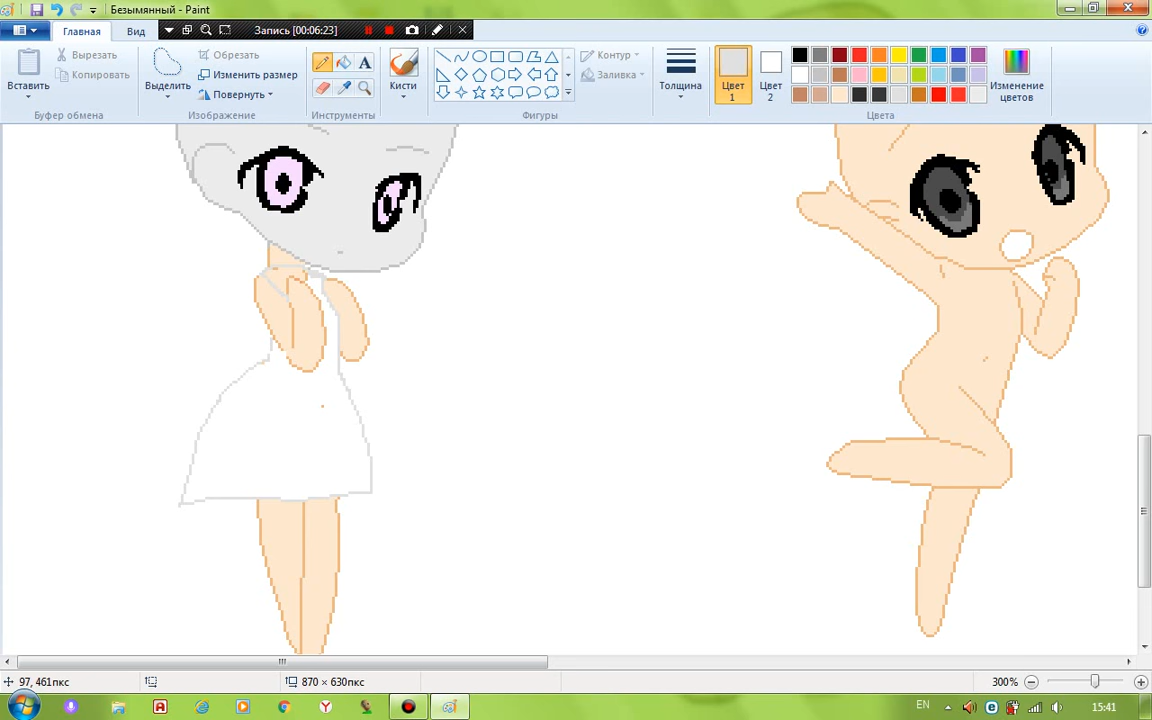 Безымянный - Paint
Главная
Вид
Запись [00:06:23]
Вставить
Вырезать
Копировать
Буфер обмена
Выделить
Обрезать
Изменить размер
Повернуть
Изображение
A
Инструменты
Кисти
Фигуры
Контур
Заливка
Толщина
Цвет
1
Цвет
2
Цвета
Изменение
цветов
97, 461пкс
870 × 630пкс
300%
EN
15:41